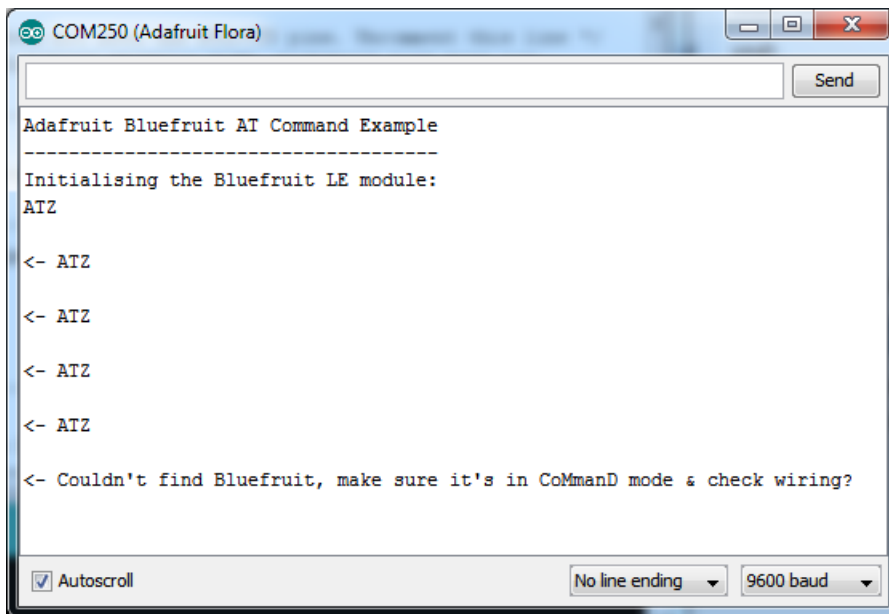 COM250 (Adafruit Flora)
Send
Adafruit Bluefruit AT Command Example
-------------------------------------
Initialising the Bluefruit LE module:
ATZ
<- ATZ
<- ATZ
<- ATZ
<- ATZ
<- Couldn't find Bluefruit, make sure it's in CoMmanD mode & check wiring?
Autoscroll
No line ending
9600 baud